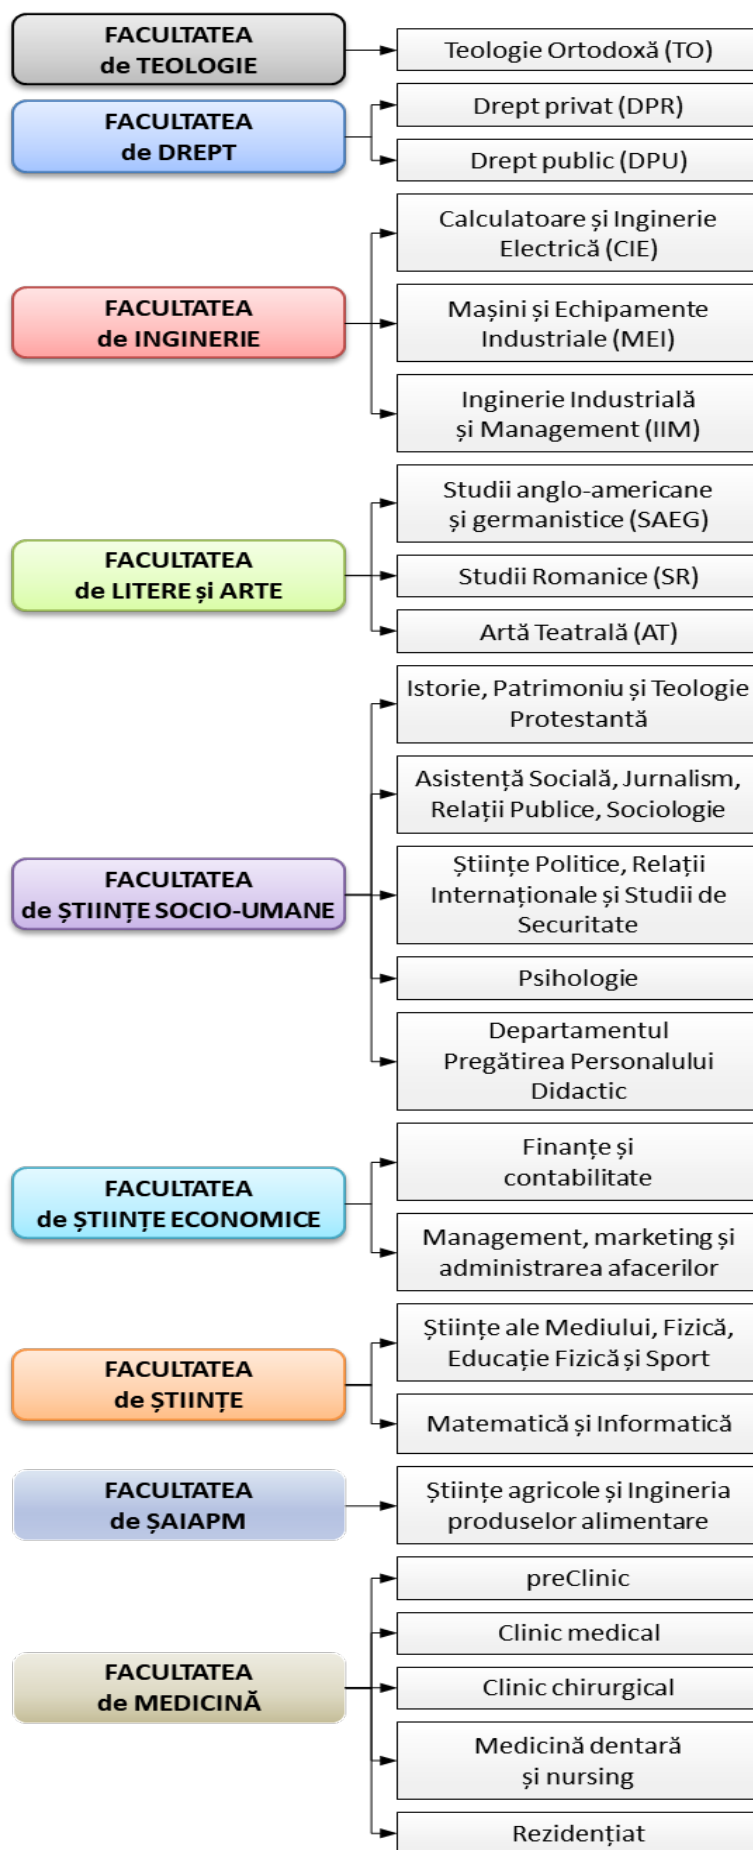 FACULTATEA
de TEOLOGIE
Teologie Ortodoxă (TO)
FACULTATEA
de DREPT
Drept privat (DPR)
Drept public (DPU)
FACULTATEA
de INGINERIE
Calculatoare și Inginerie
Electrică (CIE)
Mașini și Echipamente
Industriale (MEI)
Inginerie Industrială
și Management (IIM)
FACULTATEA
de LITERE și ARTE
Studii anglo-americane
și germanistice (SAEG)
Studii Romanice (SR)
Artă Teatrală (AT)
FACULTATEA
de ȘTIINȚE SOCIO-UMANE
Istorie, Patrimoniu și Teologie
Protestantă
Asistență Socială, Jurnalism,
Relații Publice, Sociologie
Științe Politice, Relații
Internaționale și Studii de
Securitate
Psihologie
Departamentul
Pregătirea Personalului
Didactic
FACULTATEA
de ȘTIINȚE ECONOMICE
Finanțe și
contabilitate
Management, marketing și
administrarea afacerilor
FACULTATEA
de ȘTIINȚE
Științe ale Mediului, Fizică,
Educație Fizică și Sport
Matematică și Informatică
FACULTATEA
de ȘAIAPM
Științe agricole și Ingineria
produselor alimentare
FACULTATEA
de MEDICINĂ
preClinic
Clinic medical
Clinic chirurgical
Medicină dentară
și nursing
Rezidențiat